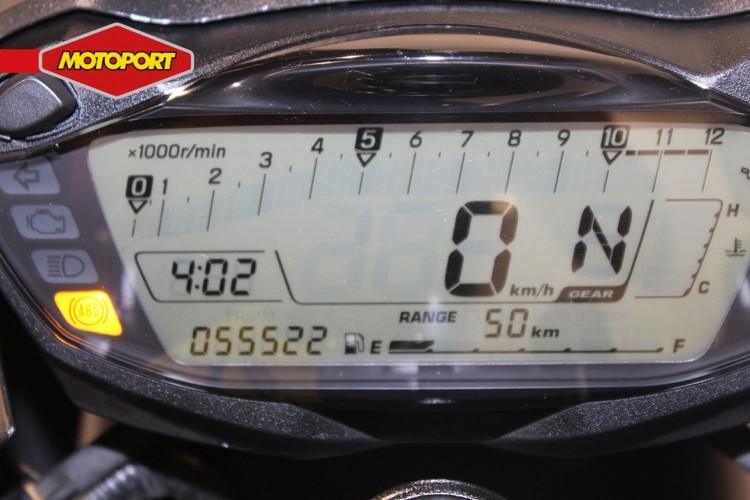 MOTOPORT
×1000r/min
0 1 2 3 4 5 6 7 8 9 10 11 12
4:02
0 km/h
N
GEAR
H
C
ABS
RANGE 50 km
055522
E F